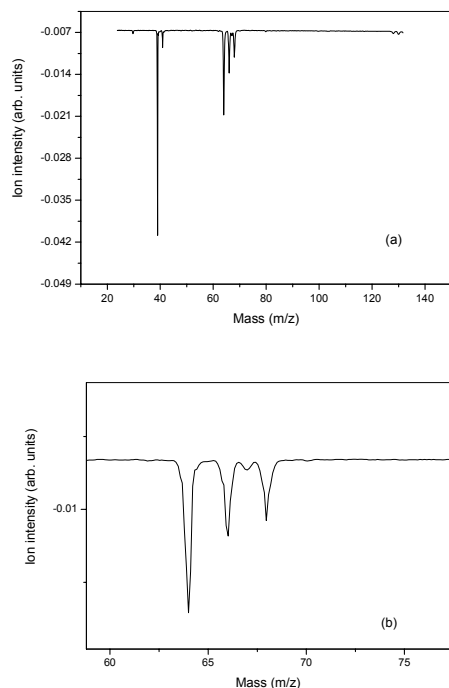 -0.007
-0.014
-0.021
-0.028
-0.035
-0.042
-0.049
Ion intensity (arb. units)
(a)
10 20 40 60 80 100 120 140
Mass (m/z)
Ion intensity (arb. units)
-0.01
(b)
60 65 70 75
Mass (m/z)